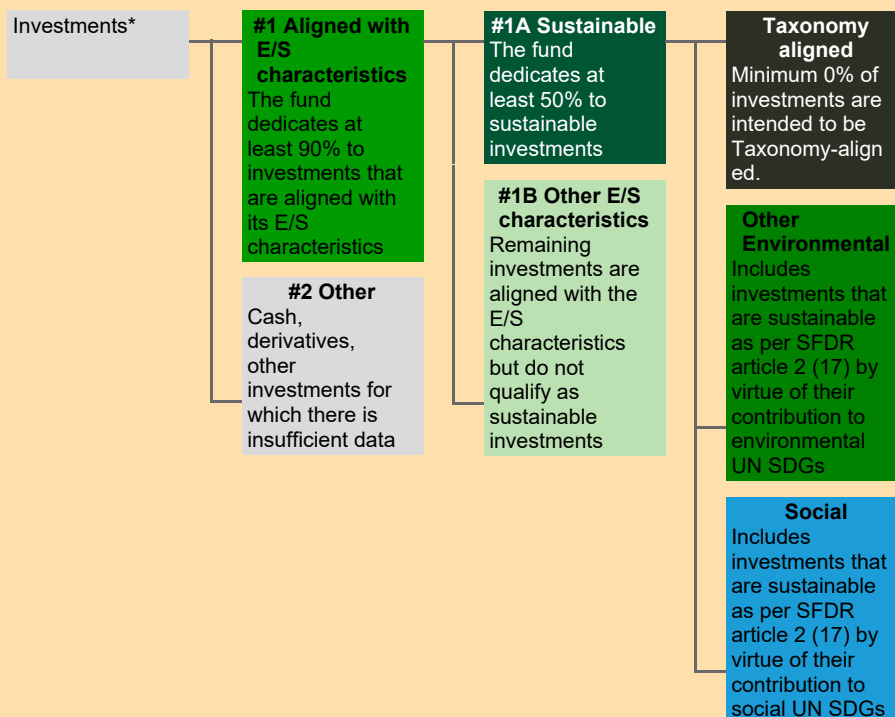 Investments*
#1 Aligned with
E/S
characteristics
The fund
dedicates at
least 90% to
investments that
are aligned with
its E/S
characteristics
#2 Other
Cash,
derivatives,
other
investments for
which there is
insufficient data
#1A Sustainable
The fund
dedicates at
least 50% to
sustainable
investments
#1B Other E/S
characteristics
Remaining
investments are
aligned with the
E/S
characteristics
but do not
qualify as
sustainable
investments
Taxonomy
aligned
Minimum 0% of
investments are
intended to be
Taxonomy-align
ed.
Other
Environmental
Includes
investments that
are sustainable
as per SFDR
article 2 (17) by
virtue of their
contribution to
environmental
UN SDGs
Social
Includes
investments that
are sustainable
as per SFDR
article 2 (17) by
virtue of their
contribution to
social UN SDGs